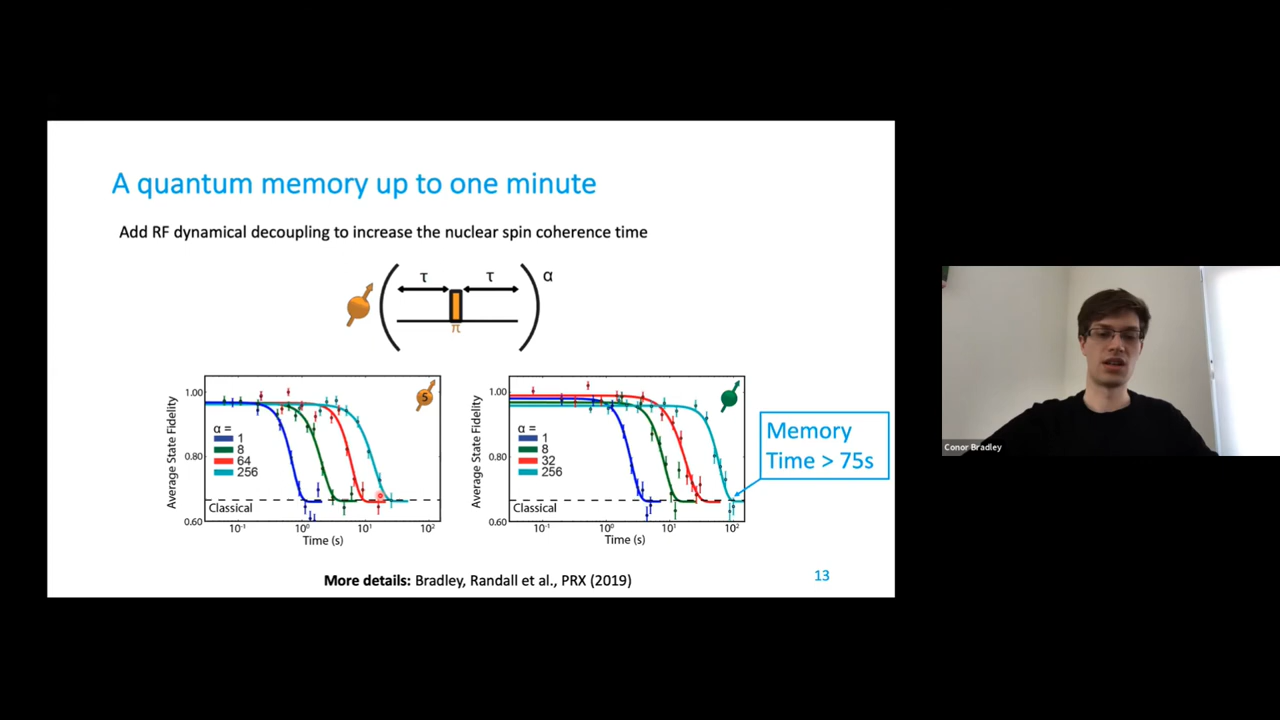 A quantum memory up to one minute
Add RF dynamical decoupling to increase the nuclear spin coherence time
τ τ α
π
Average State Fidelity
1.00
0.80
0.60
α =
1
8
64
256
Classical
10⁻¹ 10⁰ 10¹ 10²
Time (s)
5
Average State Fidelity
1.00
0.80
0.60
α =
1
8
32
256
Classical
10⁻¹ 10⁰ 10¹ 10²
Time (s)
Memory
Time > 75s
More details: Bradley, Randall et al., PRX (2019)
13
Conor Bradley